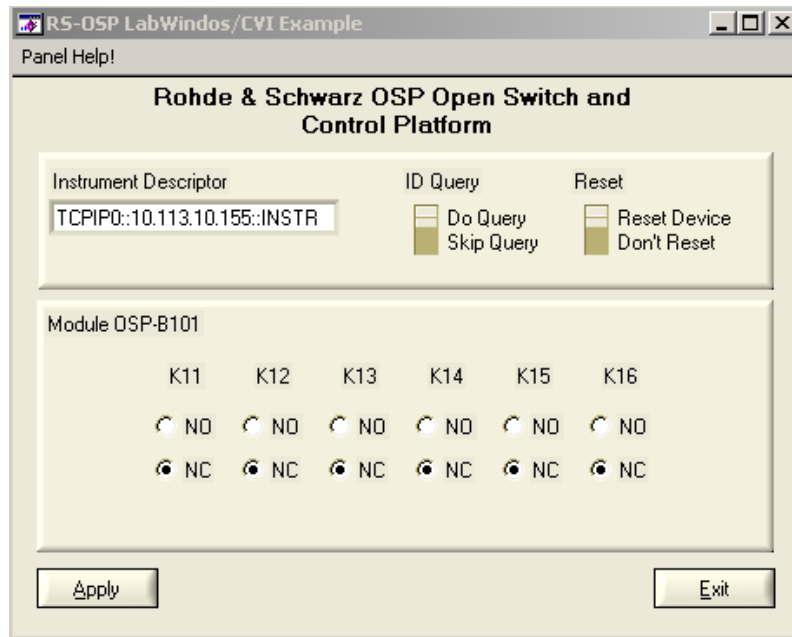 RS-OSP LabWindos/CVI Example
Panel Help!
Rohde & Schwarz OSP Open Switch and
Control Platform
Instrument Descriptor
TCPIP0::10.113.10.155::INSTR
ID Query
Do Query
Skip Query
Reset
Reset Device
Don't Reset
Module OSP-B101
K11 K12 K13 K14 K15 K16
NO NO NO NO NO NO
NC NC NC NC NC NC
Apply Exit